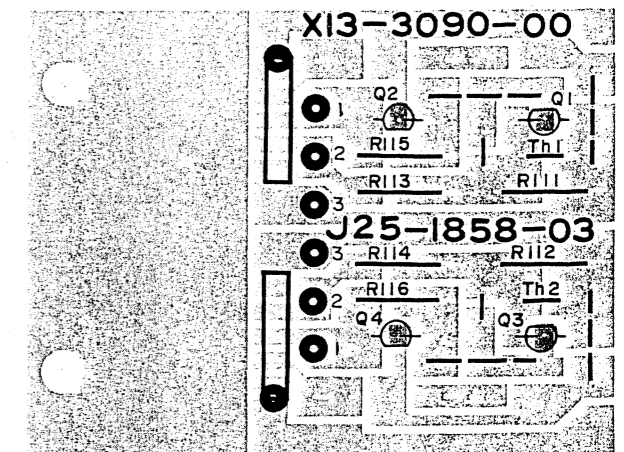 X13-3090-00
Q2
Q1
1
R115
Th1
2
R113
R111
3
J25-1858-03
3
R114
R112
R116
Th2
2
Q4
Q3
1